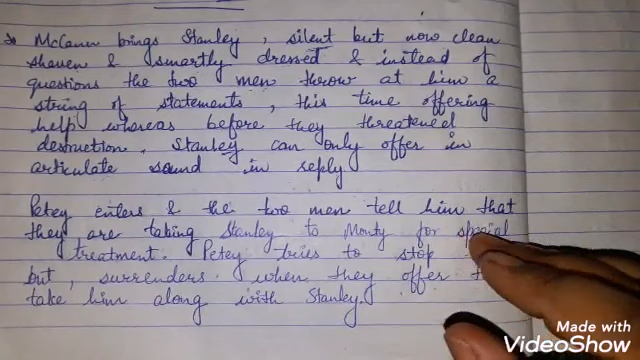 McCann brings Stanley, silent but now clean
shaven & smartly dressed & instead of
questions the two men throw at him a
string of statements, this time offering
help whereas before they threatened
destruction. Stanley can only offer in
articulate sound in reply
Petey enters & the two men tell him that
they are taking Stanley to Monty for special
treatment. Petey tries to stop
but, surrenders when they offer
take him along with Stanley.
Made with
VideoShow